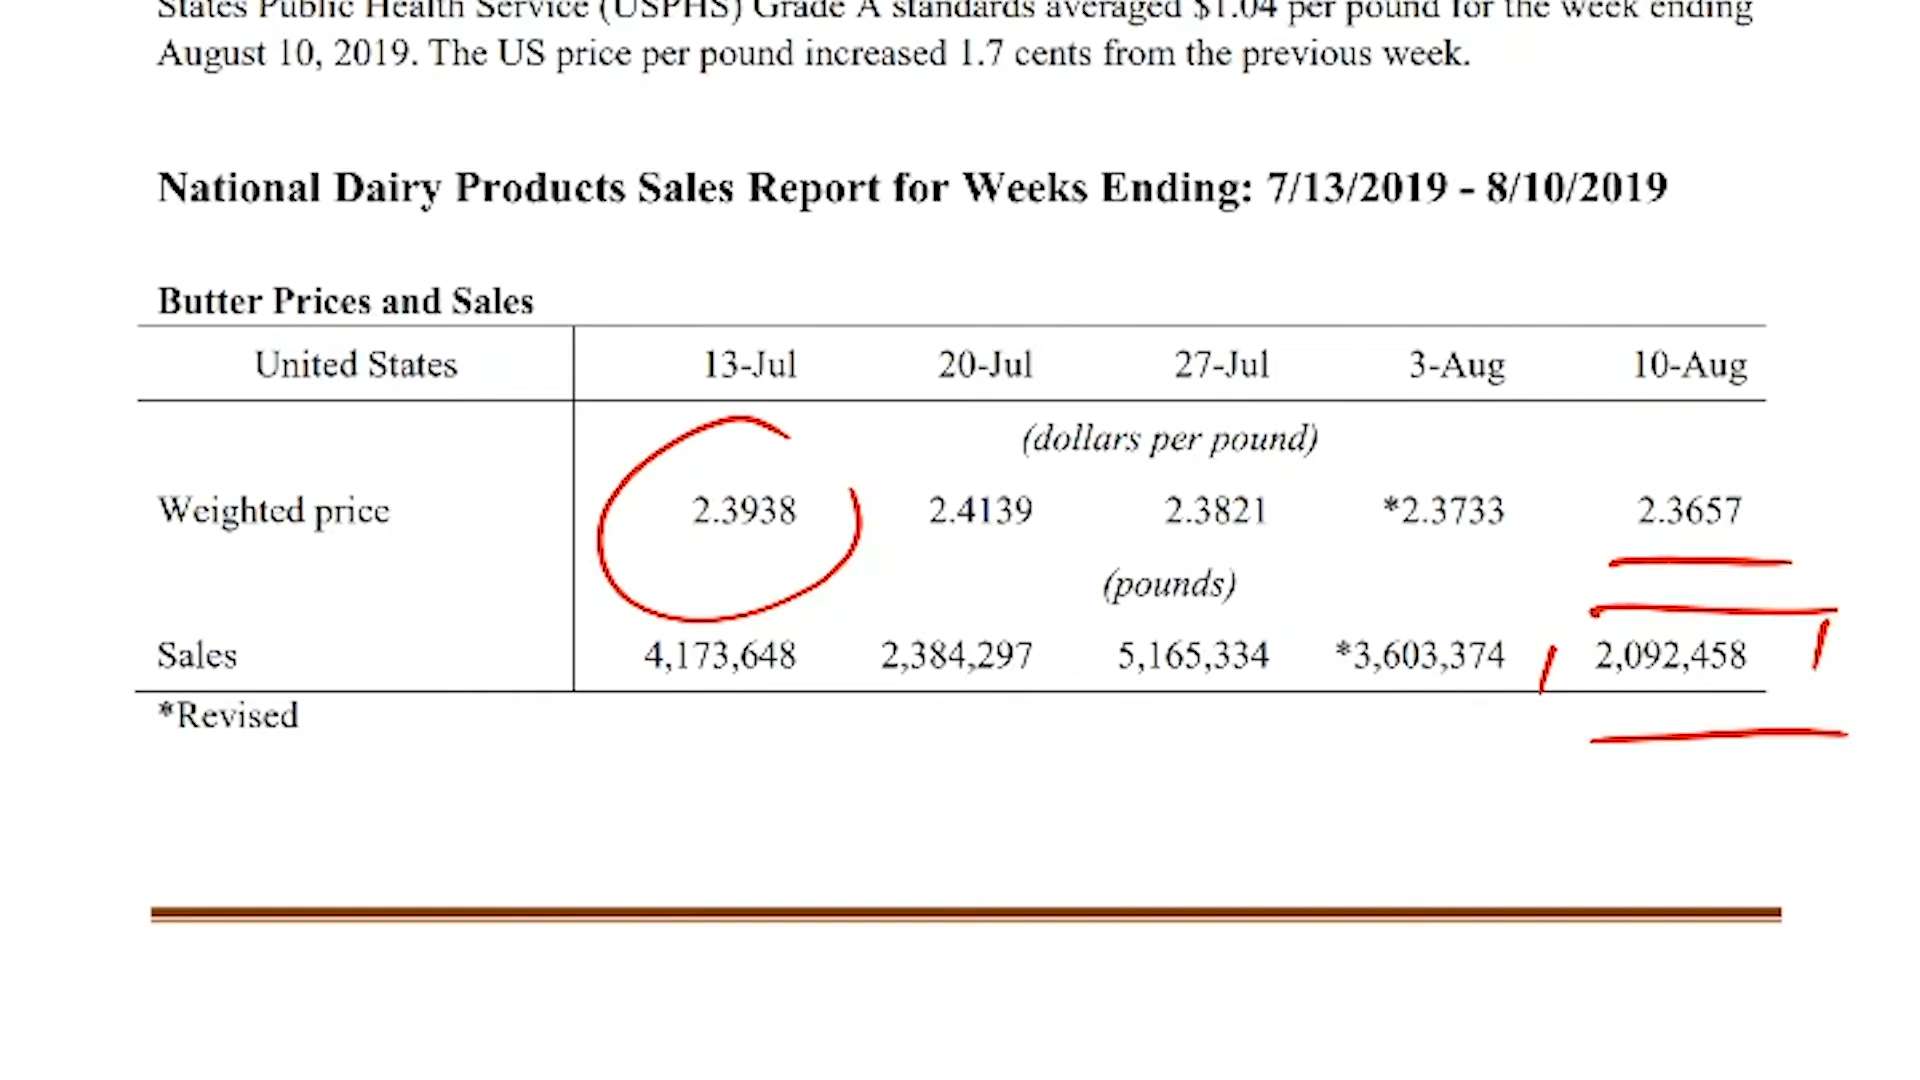 States Public Health Service (USPHS) Grade A standards averaged $1.04 per pound for the week ending
August 10, 2019. The US price per pound increased 1.7 cents from the previous week.
National Dairy Products Sales Report for Weeks Ending: 7/13/2019 - 8/10/2019
Butter Prices and Sales
United States 13-Jul 20-Jul 27-Jul 3-Aug 10-Aug
(dollars per pound)
Weighted price 2.3938 2.4139 2.3821 *2.3733 2.3657
(pounds)
Sales 4,173,648 2,384,297 5,165,334 *3,603,374 2,092,458
*Revised